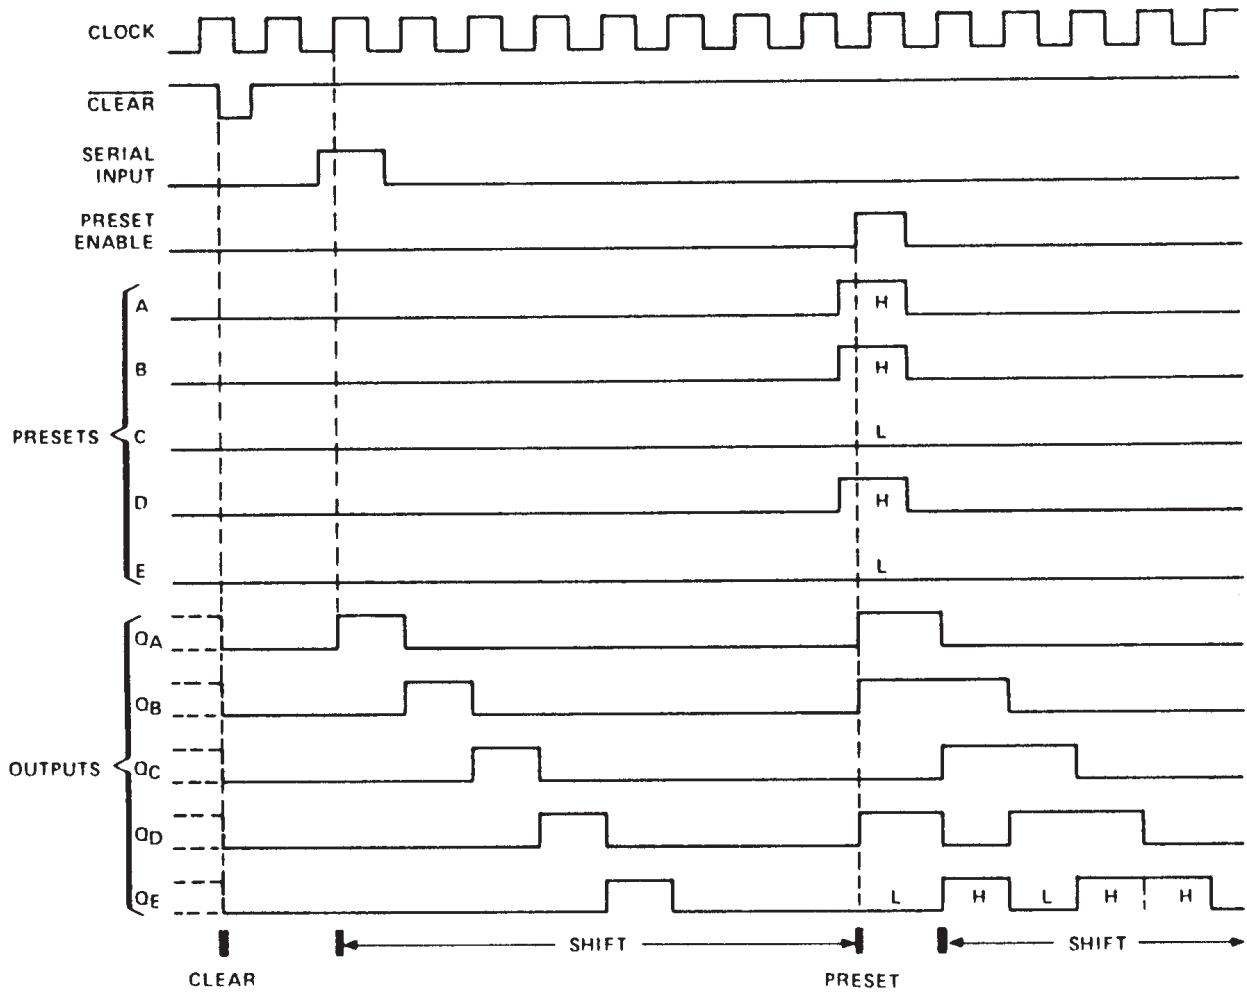 CLOCK
CLEAR
SERIAL
INPUT
PRESET
ENABLE
A
H
B
H
PRESETS
C
L
D
H
E
L
QA
QB
OUTPUTS
QC
QD
QE
L H L H H
SHIFT SHIFT
CLEAR PRESET